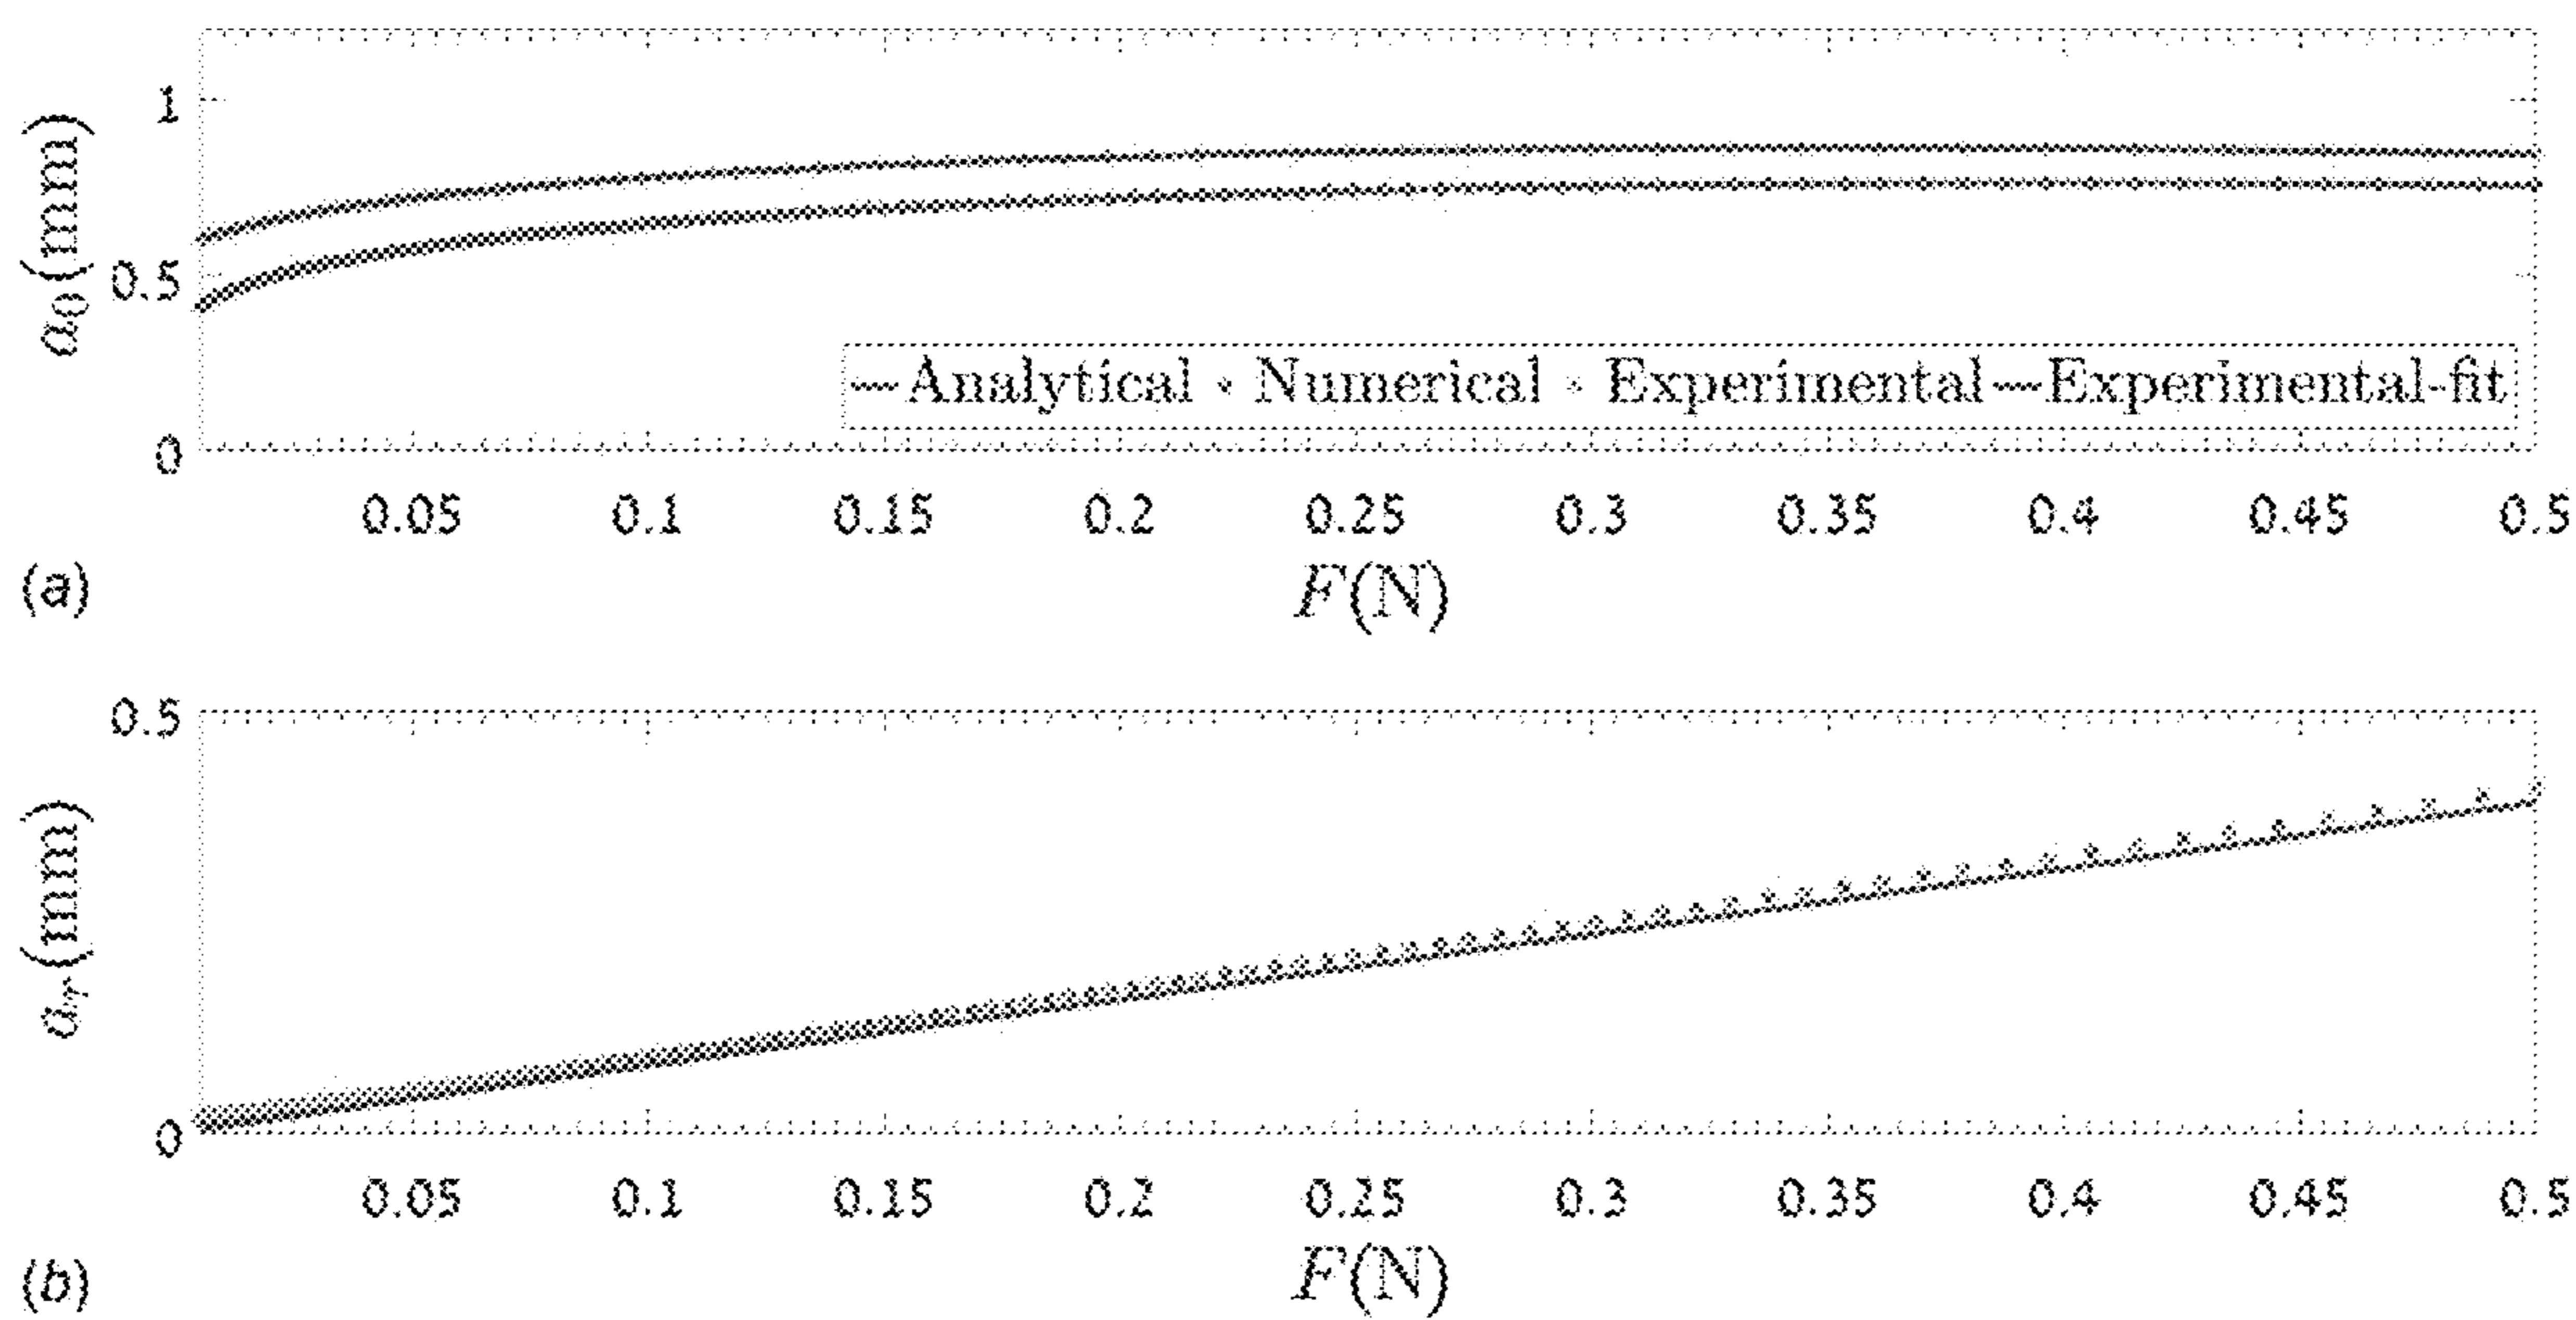 1
0.5
0
a₀(mm)
Analytical Numerical Experimental Experimental-fit
0.05 0.1 0.15 0.2 0.25 0.3 0.35 0.4 0.45 0.5
F(N)
(a)
0.5
0
aᵣ(mm)
0.05 0.1 0.15 0.2 0.25 0.3 0.35 0.4 0.45 0.5
F(N)
(b)